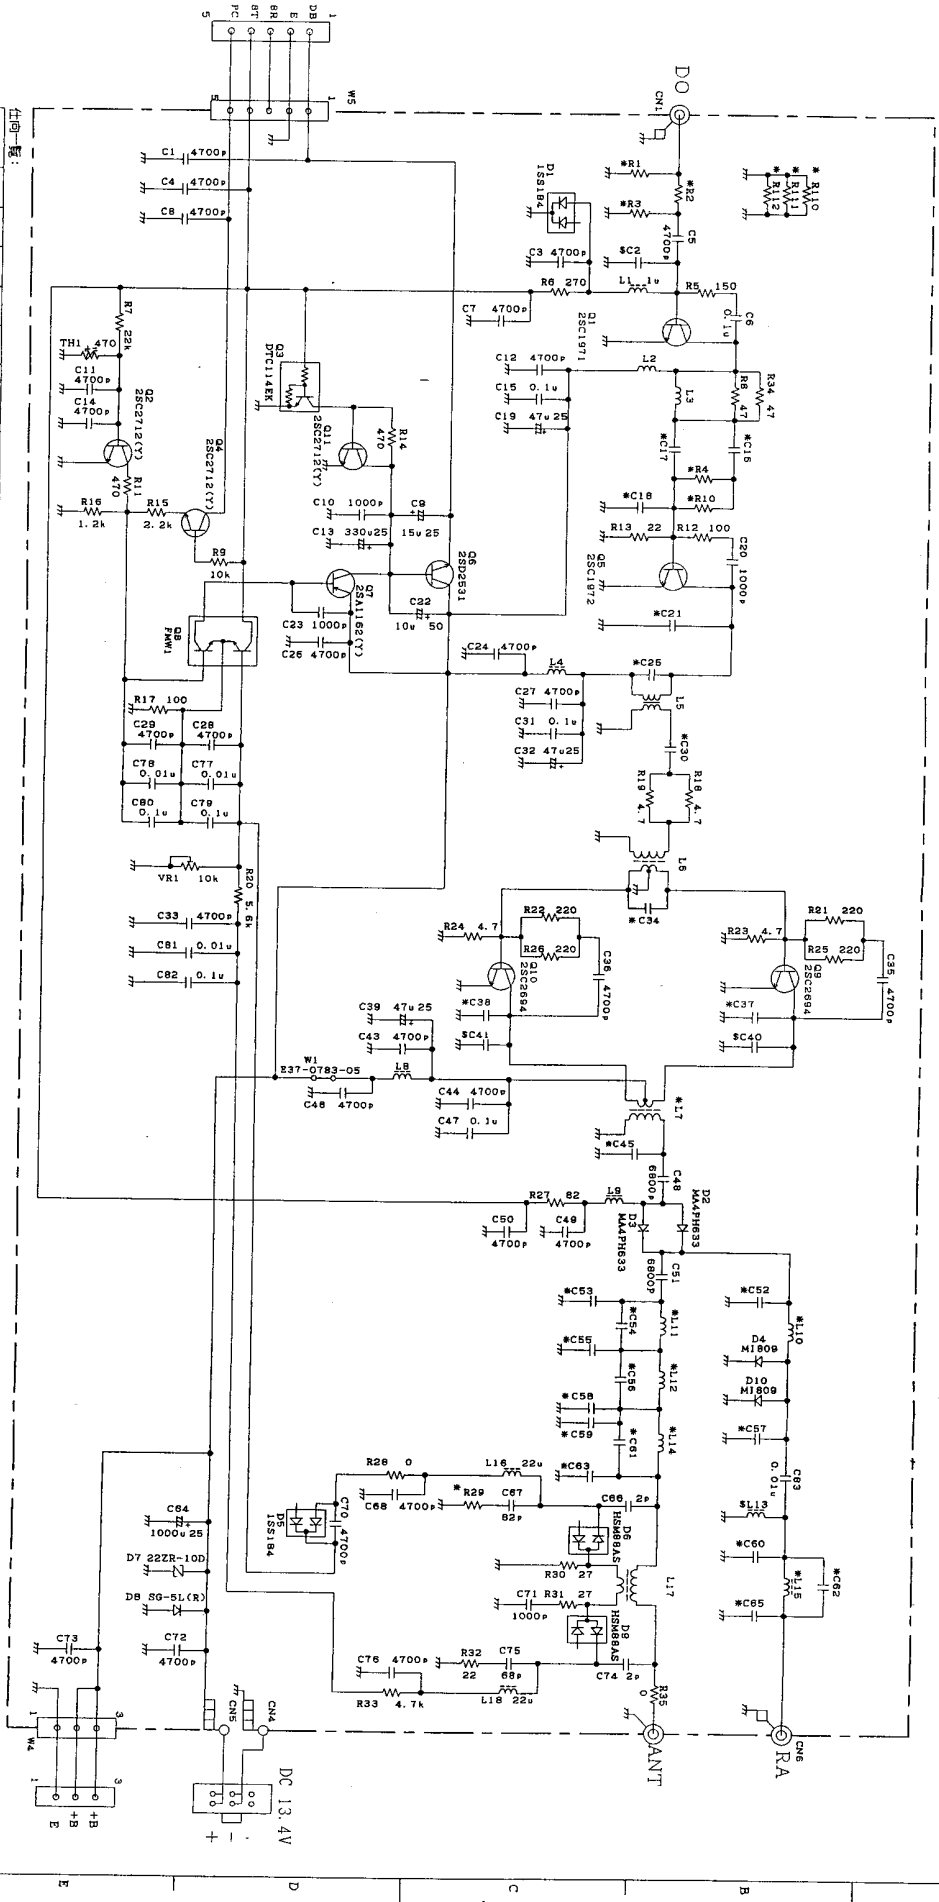 DB
E
8R
8T
PC
1
5
W5
1
5
DO
CN1
*R1
*R2
*R3
C5
4700p
*
R110
*
R111
*
R112
C1 4700p
C4 4700p
C8 4700p
D1
1SS184
C3 4700p
$C2
R6 270
L1 1u
R5 150
C6
0.1u
C7 4700p
Q1
2SC1971
R7
22k
TH1 470
C11
4700p
C14
4700p
Q2
2SC2712(Y)
Q3
DTC114EK
Q11
2SC2712(Y)
R14
470
C12 4700p
C15 0.1u
C19 47u25
L2
L3
R8
47
R34
47
*C17
*C16
*R4
*R10
*C18
R13 22
R12 100
C20
1000p
Q5
2SC1972
*C21
Q4
2SC2712(Y)
R11
470
R16
1.2k
R15
2.2k
R9
10k
C10 1000p
C13 330u25
C9
15u 25
Q6
2SD2531
Q7
2SA1162(Y)
C22
10u 50
C23 1000p
C26 4700p
Q8
FMW1
C24 4700p
L4
*C25
L5
C27 4700p
C31 0.1u
C32 47u25
*C30
R17 100
C29
4700p
C28
4700p
C78
0.01u
C77
0.01u
C80
0.1u
C79
0.1u
R19 4.7
R18 4.7
L6
*C34
VR1 10k
R20
5.6k
C33 4700p
C81 0.01u
C82 0.1u
R24 4.7
R22 220
R26 220
C36
4700p
Q10
2SC2694
*C38
$C41
R23 4.7
R21 220
R25 220
C35
4700p
Q9
2SC2694
*C37
$C40
C39 47u25
C43 4700p
W1
E37-0783-05
L8
C46 4700p
C44 4700p
C47 0.1u
*L7
*C45
C48
6800p
R27 82
L9
C50
4700p
C49
4700p
D3
MA4PH633
D2
MA4PH633
C51
6800P
*C53
*C54
*L11
*C55
*C56
*L12
*C58
*C59
*C61
*L14
*C63
*C52
*L10
D4
MI809
D10
MI809
*C57
C83
0.01u
$L13
*C60
*L15
*C62
*C65
R28 0
L16 22u
C68 4700p
*
R29
C67
82p
C66 2p
C70
4700p
D5
1SS184
D6
HSM88AS
R30 27
L17
C71
1000p
R31 27
D9
HSM88AS
C64
1000u25
D7 22ZR-10D
D8 SG-5L(R)
C73
4700p
C72
4700p
C76 4700p
R32
22
C75
68p
C74 2p
R33 4.7k
L18 22u
R35
0
CN5
CN4
ANT
RA
CN6
1
3
W4
1
3
E
+B
+B
DC 13.4V
+
-
E
D
C
B
仕向一覧: